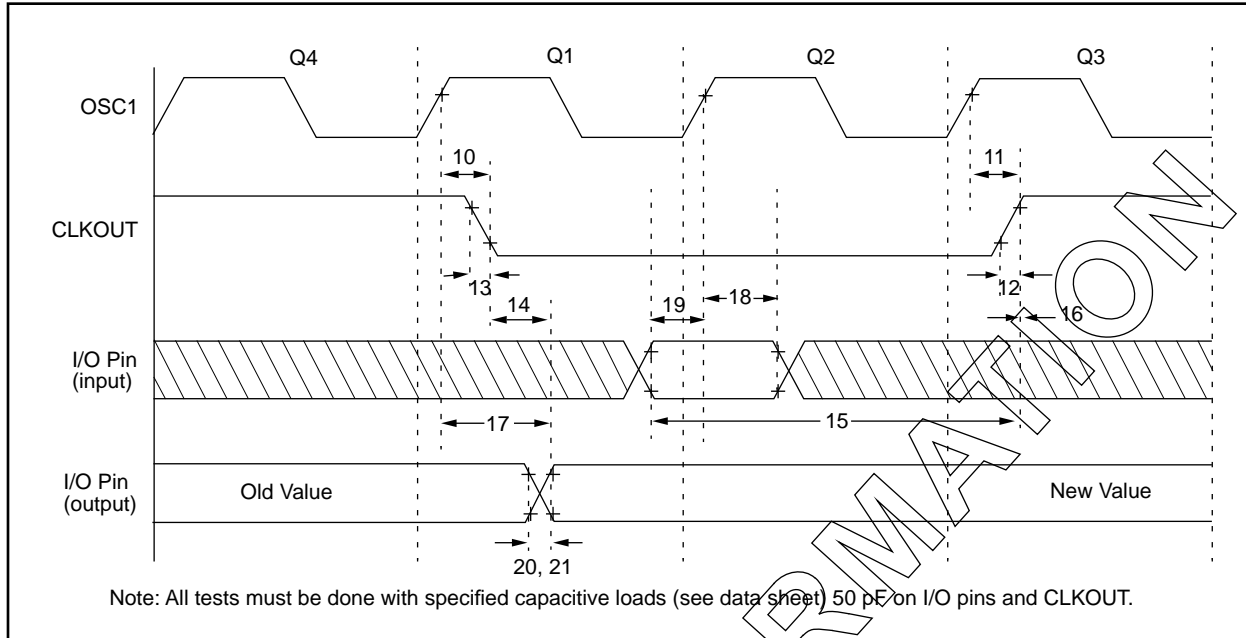 Q4 Q1 Q2 Q3
OSC1
10 11
CLKOUT
13 12
14 19 18 16
I/O Pin
(input)
17 15
I/O Pin
(output)
Old Value New Value
20, 21
Note: All tests must be done with specified capacitive loads (see data sheet) 50 pF on I/O pins and CLKOUT.
RMATION